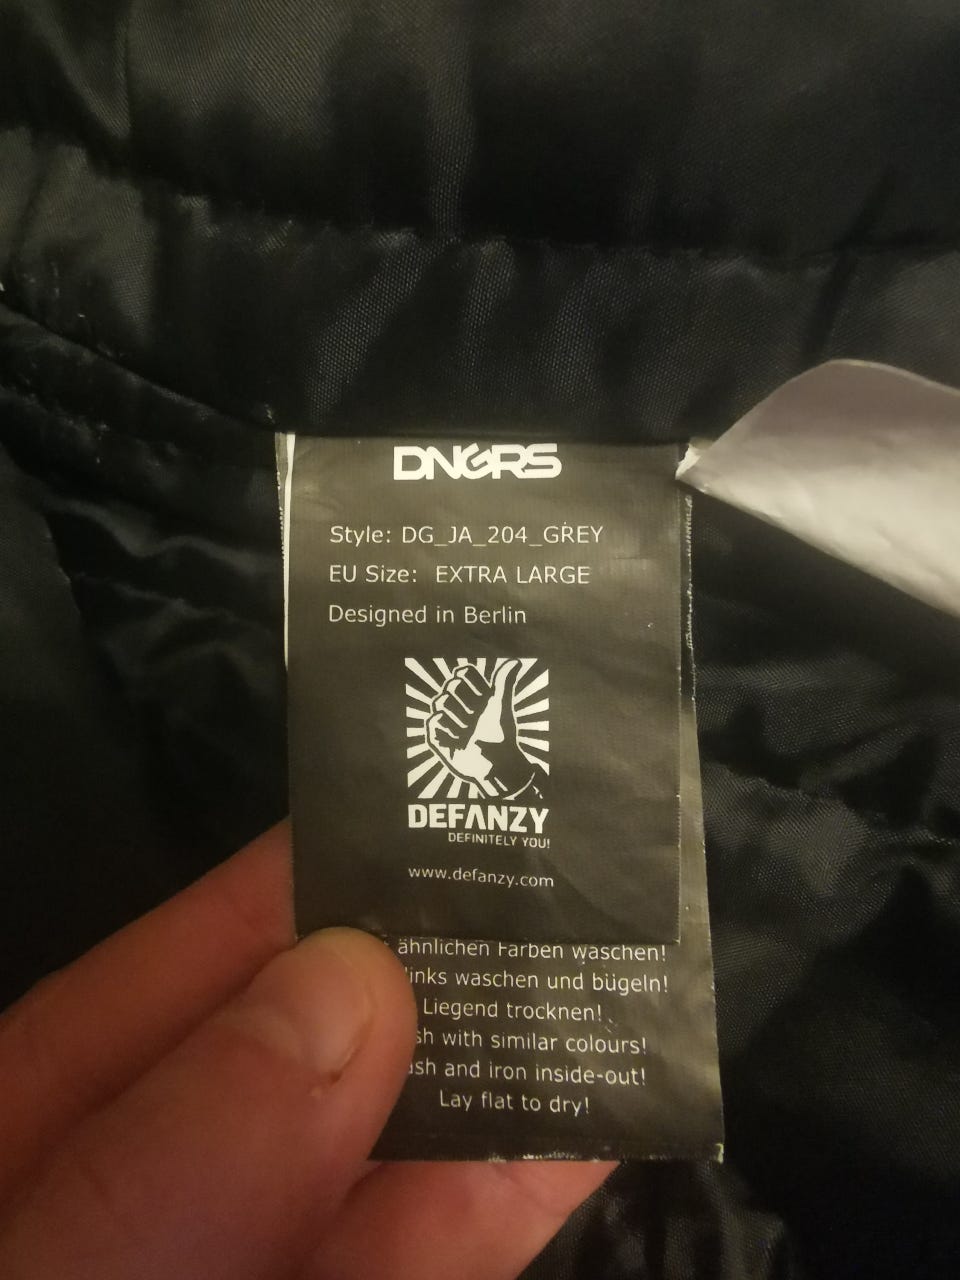 DNGRS
Style: DG_JA_204_GREY
EU Size: EXTRA LARGE
Designed in Berlin
DEFANZY
DEFINITELY YOU!
www.defanzy.com
ähnlichen Farben waschen!
links waschen und bügeln!
Liegend trocknen!
with similar colours!
and iron inside-out!
Lay flat to dry!